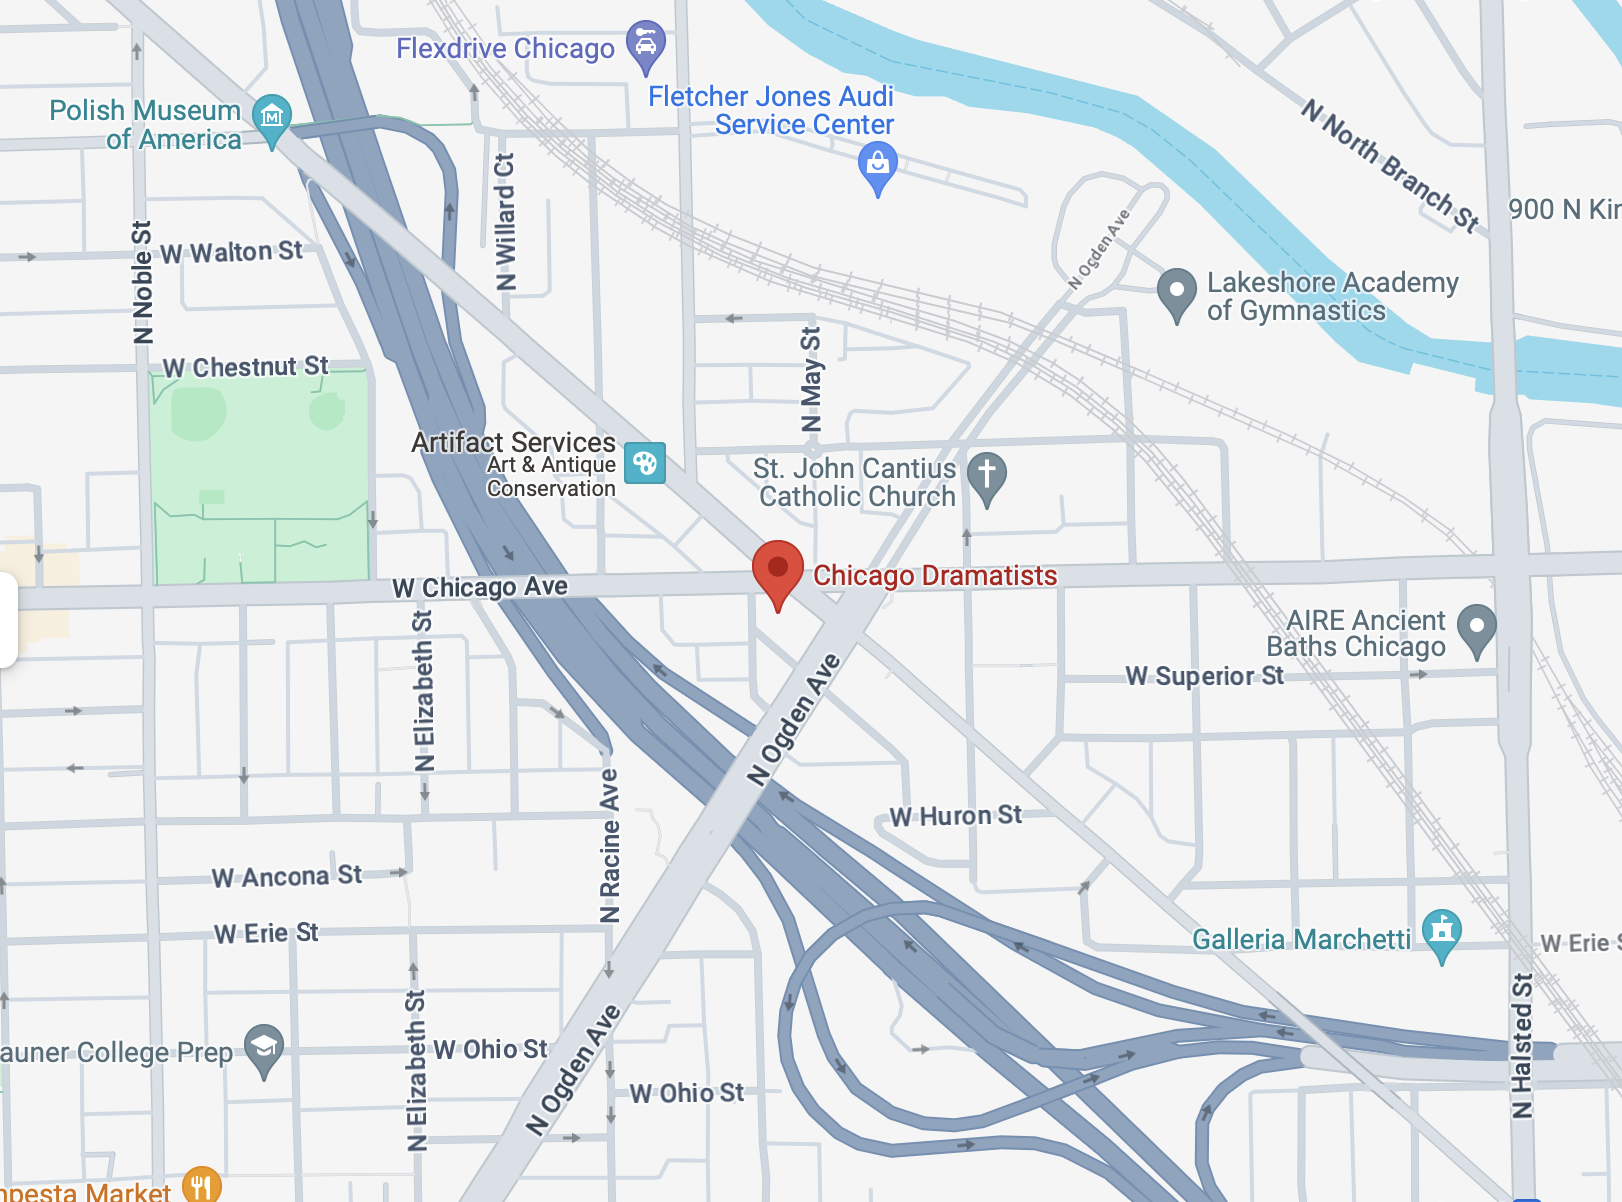 Flexdrive Chicago
Fletcher Jones Audi
Service Center
Polish Museum
of America
N North Branch St
900 N Kin
N Willard Ct
N Noble St
W Walton St
N Ogden Ave
Lakeshore Academy
of Gymnastics
W Chestnut St
N May St
Artifact Services
Art & Antique
Conservation
St. John Cantius
Catholic Church
W Chicago Ave
Chicago Dramatists
AIRE Ancient
Baths Chicago
N Elizabeth St
W Superior St
N Ogden Ave
N Racine Ave
W Huron St
W Ancona St
W Erie St
Galleria Marchetti
W Erie S
N Halsted St
N Elizabeth St
auner College Prep
W Ohio St
N Ogden Ave
W Ohio St
npesta Market